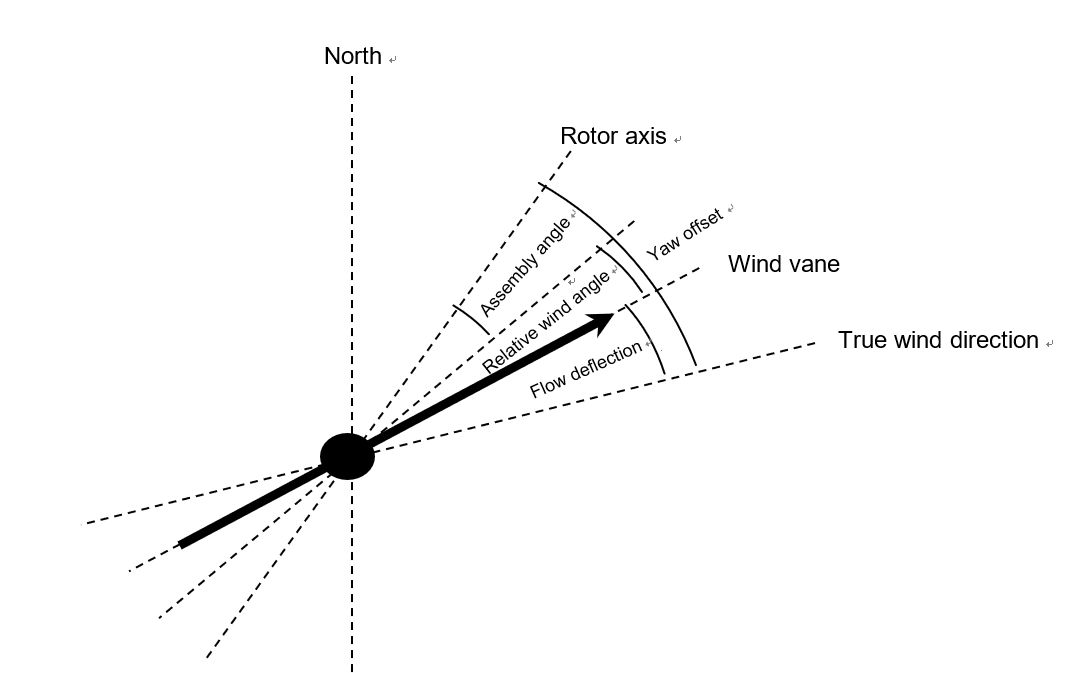 North
Rotor axis
Assembly angle
Yaw offset
Relative wind angle
Wind vane
Flow deflection
True wind direction